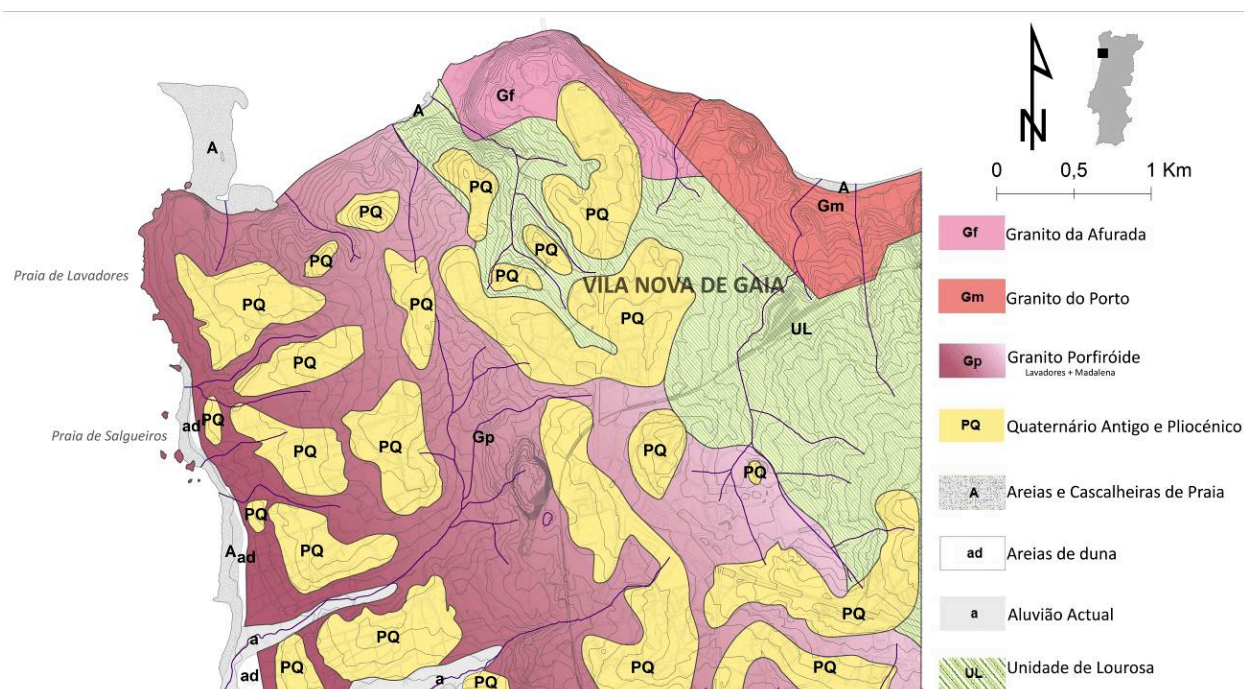 Gf
A
A
PQ
PQ
A
Gm
PQ
PQ
PQ
PQ
PQ
Praia de Lavadores
PQ
PQ
VILA NOVA DE GAIA
PQ
UL
PQ
PQ
ad
Praia de Salgueiros
PQ
PQ
Gp
PQ
PQ
PQ
A
ad
PQ
PQ
a
PQ
ad
PQ
a
PQ
PQ
PQ
N
0
0,5
1 Km
Gf Granito da Afurada
Gm Granito do Porto
Gp Granito Porfiróide
Lavadores + Madalena
PQ Quaternário Antigo e Pliocénico
A Areias e Cascalheiras de Praia
ad Areias de duna
a Aluvião Actual
UL Unidade de Lourosa